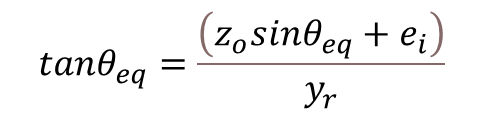 tanθ_eq = (z_o sinθ_eq + e_i) / y_r